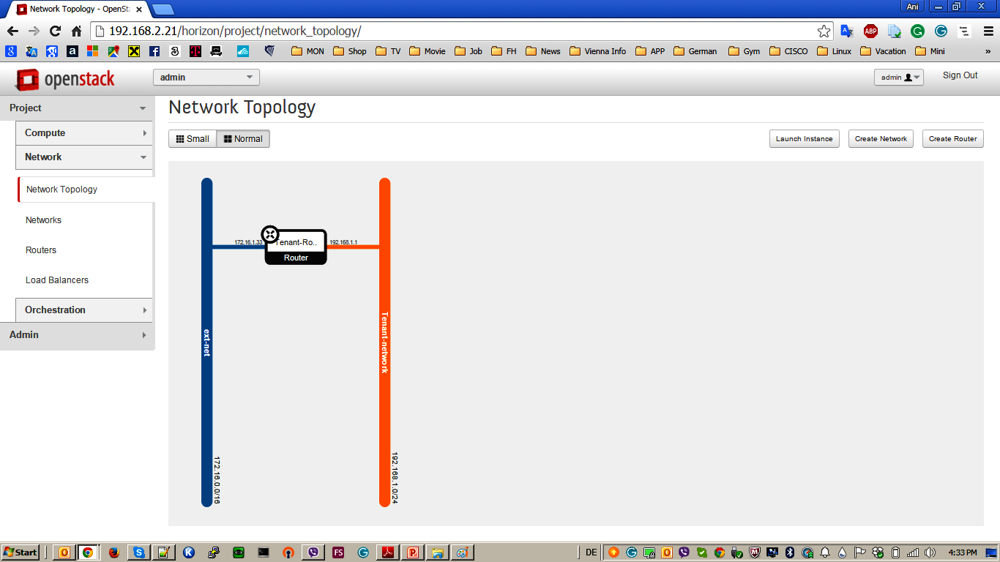 Network Topology - OpenSta
Ani
192.168.2.21/horizon/project/network_topology/
MON Shop TV Movie Job FH News Vienna Info APP German Gym CISCO Linux Vacation Mini »
openstack
admin
admin
Sign Out
Project
Compute
Network
Network Topology
Networks
Routers
Load Balancers
Orchestration
Admin
Network Topology
Small Normal
Launch Instance Create Network Create Router
172.16.1.33
Tenant-Ro..
192.168.1.1
Router
ext-net
Tenant-network
172.16.0.0/16
192.168.1.0/24
Start
DE
4:33 PM